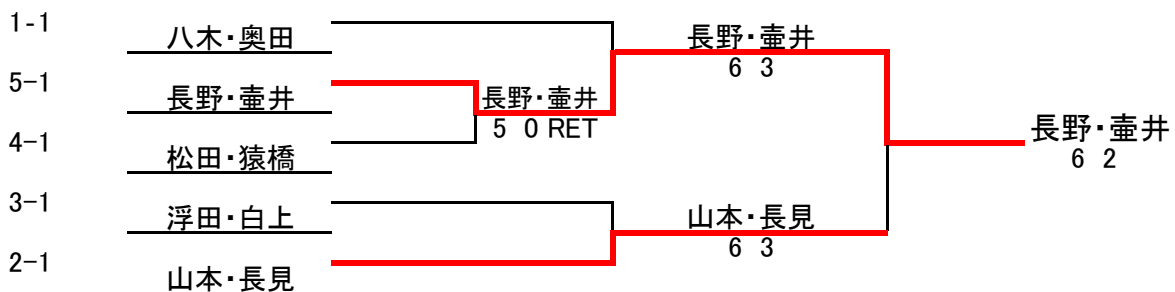 1-1
八木・奥田
長野・壷井
6 3
5-1
長野・壷井
長野・壷井
5 0 RET
4-1
松田・猿橋
長野・壷井
6 2
3-1
浮田・白上
山本・長見
6 3
2-1
山本・長見